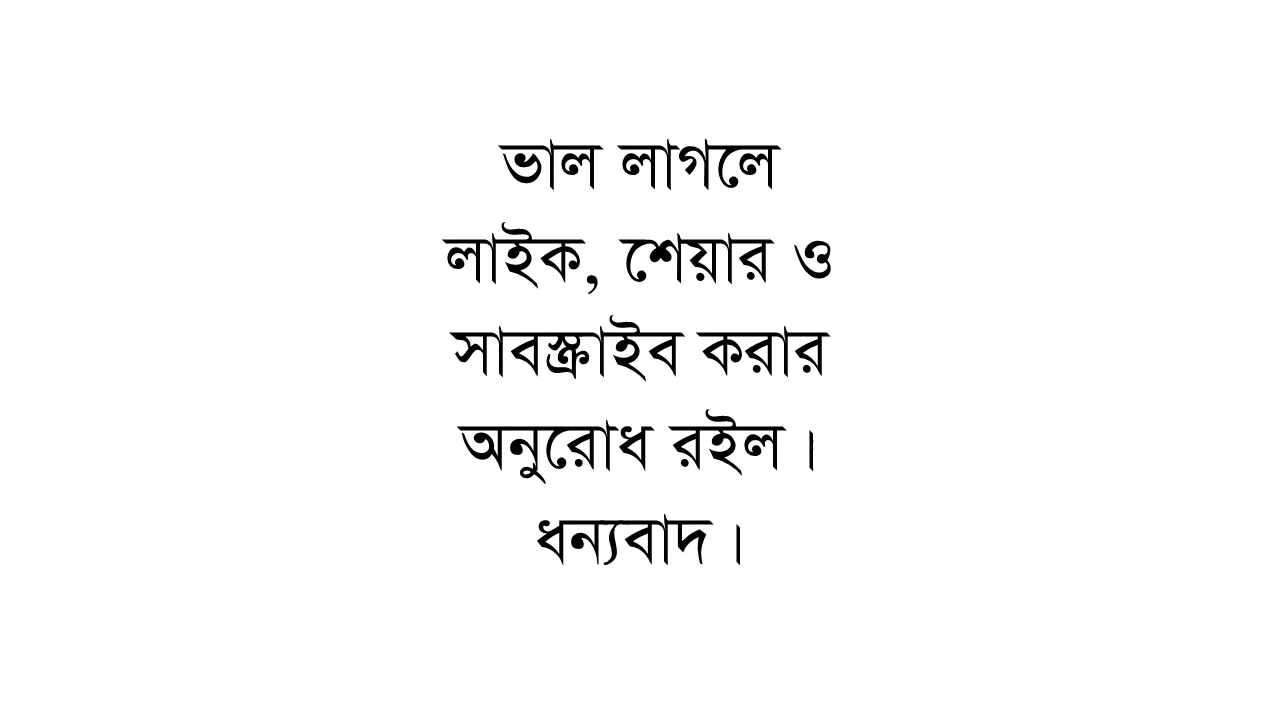 ভাল লাগলে
লাইক, শেয়ার ও
সাবস্ক্রাইব করার
অনুরোধ রইল।
ধন্যবাদ।